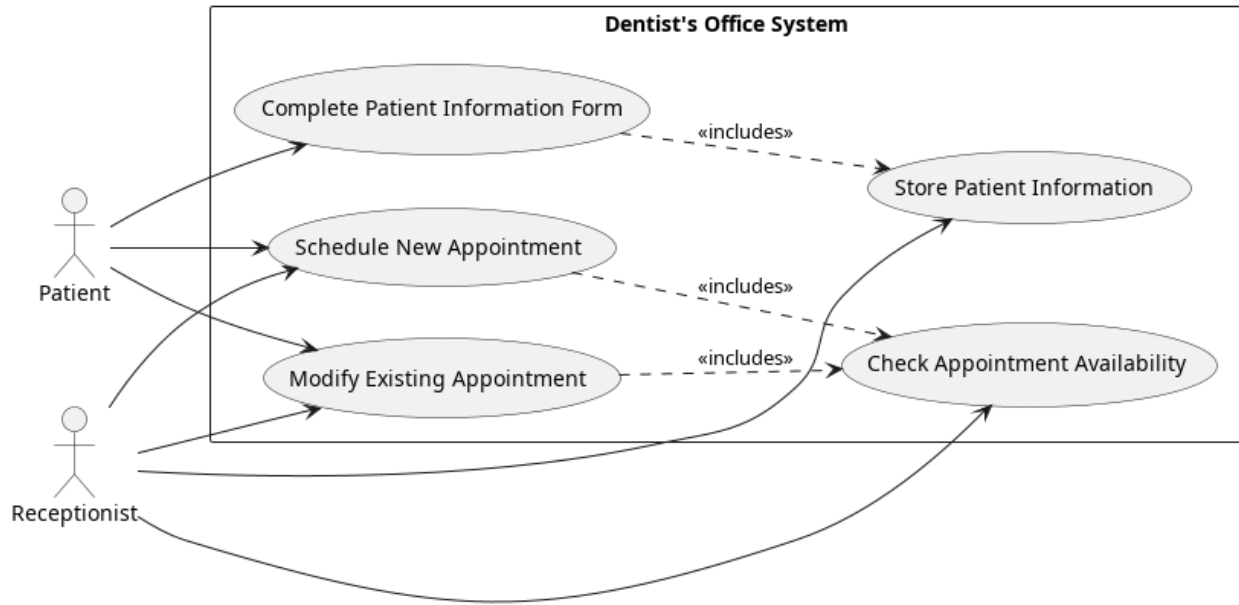 Dentist's Office System
Complete Patient Information Form
«includes»
Store Patient Information
Patient
Schedule New Appointment
«includes»
Modify Existing Appointment
«includes»
Check Appointment Availability
Receptionist